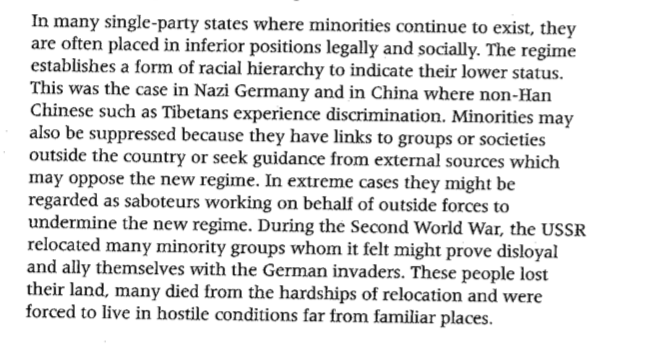 In many single-party states where minorities continue to exist, they
are often placed in inferior positions legally and socially. The regime
establishes a form of racial hierarchy to indicate their lower status.
This was the case in Nazi Germany and in China where non-Han
Chinese such as Tibetans experience discrimination. Minorities may
also be suppressed because they have links to groups or societies
outside the country or seek guidance from external sources which
may oppose the new regime. In extreme cases they might be
regarded as saboteurs working on behalf of outside forces to
undermine the new regime. During the Second World War, the USSR
relocated many minority groups whom it felt might prove disloyal
and ally themselves with the German invaders. These people lost
their land, many died from the hardships of relocation and were
forced to live in hostile conditions far from familiar places.